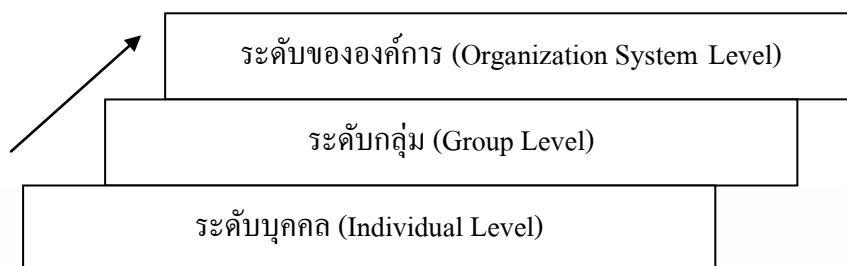 ระดับขององค์การ (Organization System Level)
ระดับกลุ่ม (Group Level)
ระดับบุคคล (Individual Level)